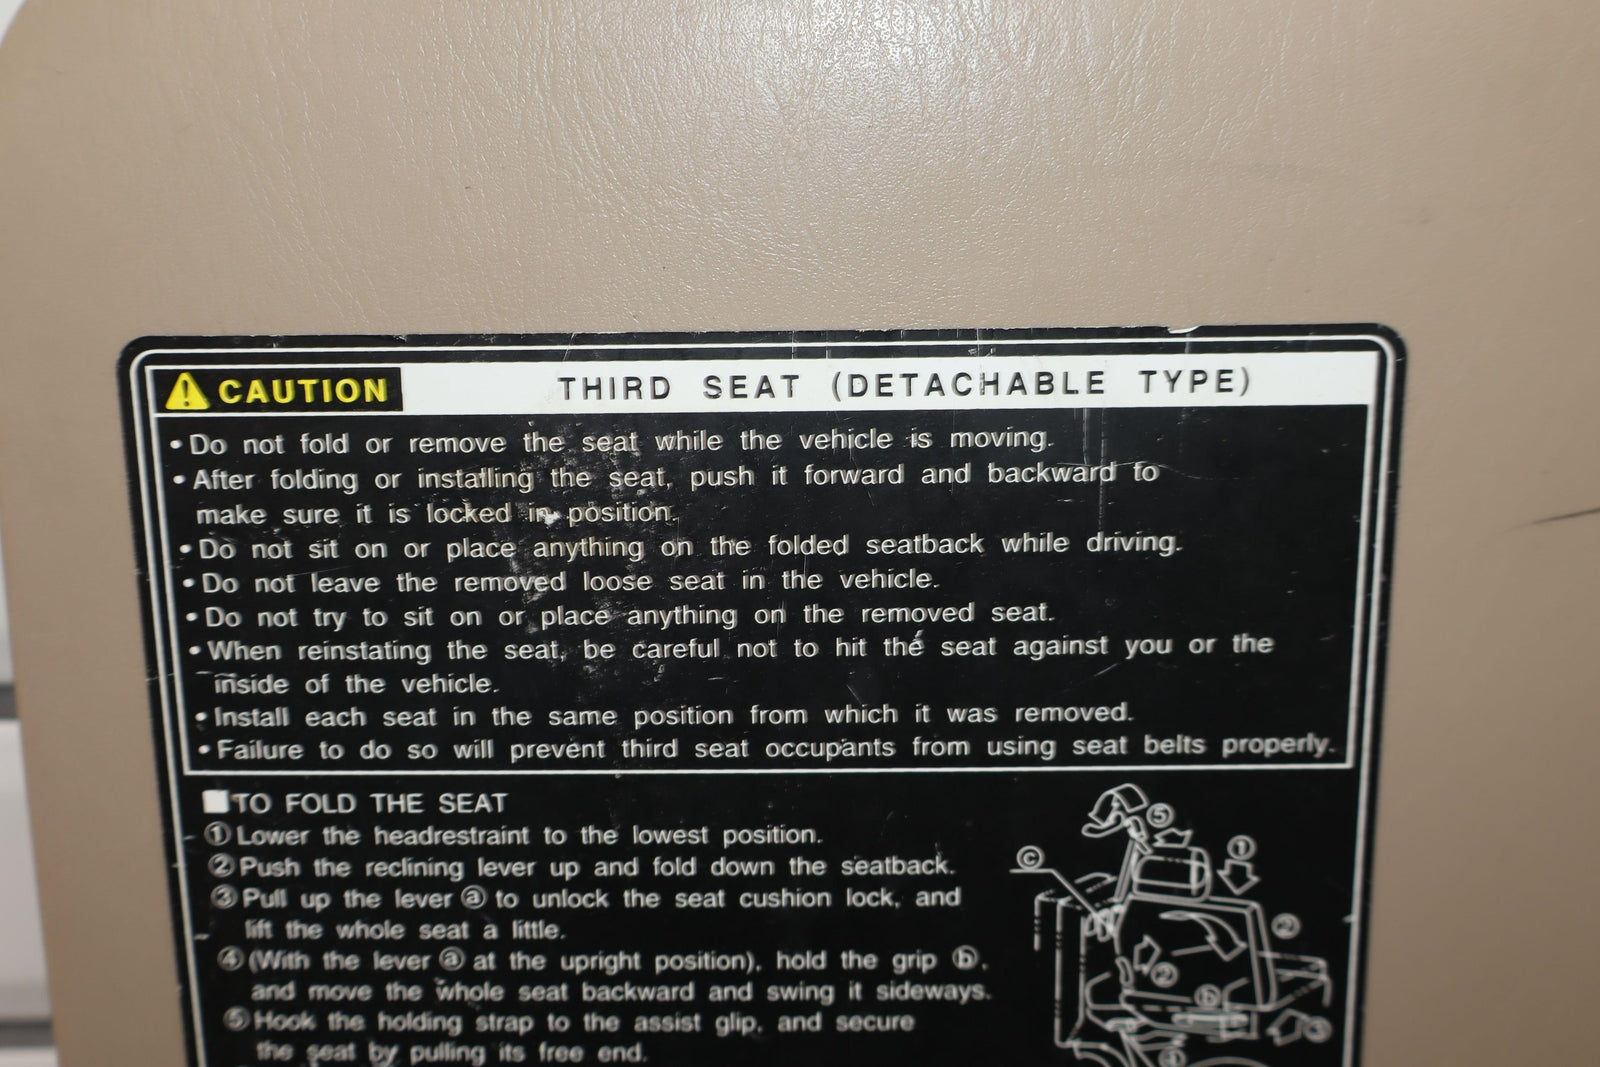 CAUTION THIRD SEAT (DETACHABLE TYPE)
• Do not fold or remove the seat while the vehicle is moving.
• After folding or installing the seat, push it forward and backward to
make sure it is locked in position.
• Do not sit on or place anything on the folded seatback while driving.
• Do not leave the removed loose seat in the vehicle.
• Do not try to sit on or place anything on the removed seat.
• When reinstating the seat, be careful not to hit the seat against you or the
inside of the vehicle.
• Install each seat in the same position from which it was removed.
• Failure to do so will prevent third seat occupants from using seat belts properly.
■TO FOLD THE SEAT
① Lower the headrestraint to the lowest position.
② Push the reclining lever up and fold down the seatback.
③ Pull up the lever ⓐ to unlock the seat cushion lock, and
lift the whole seat a little.
④ (With the lever ⓐ at the upright position), hold the grip ⓑ,
and move the whole seat backward and swing it sideways.
⑤ Hook the holding strap to the assist glip, and secure
the seat by pulling its free end.
⑤
①
ⓒ
②
②
ⓑ
③
④